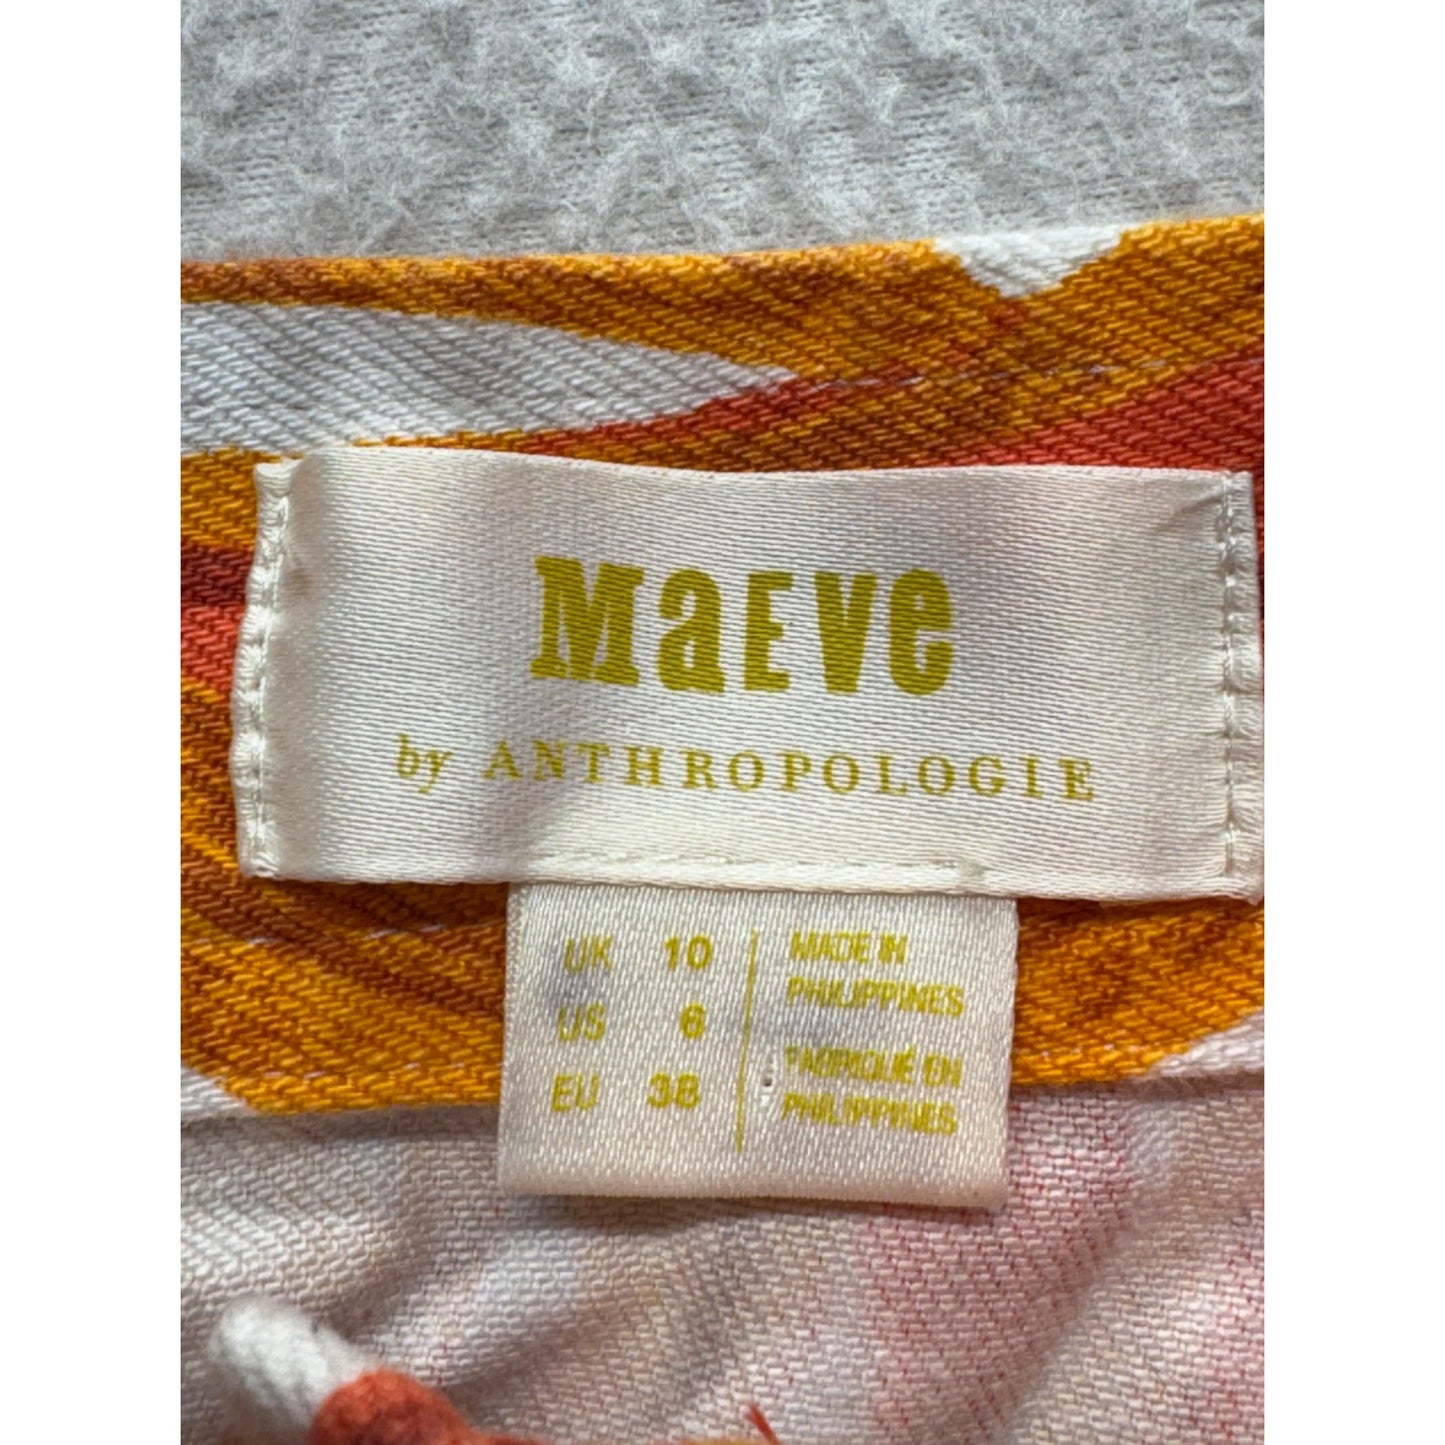 MaEve
by ANTHROPOLOGIE
UK 10
US 6
EU 38
MADE IN
PHILIPPINES
FABRIQUÉ EN
PHILIPPINES